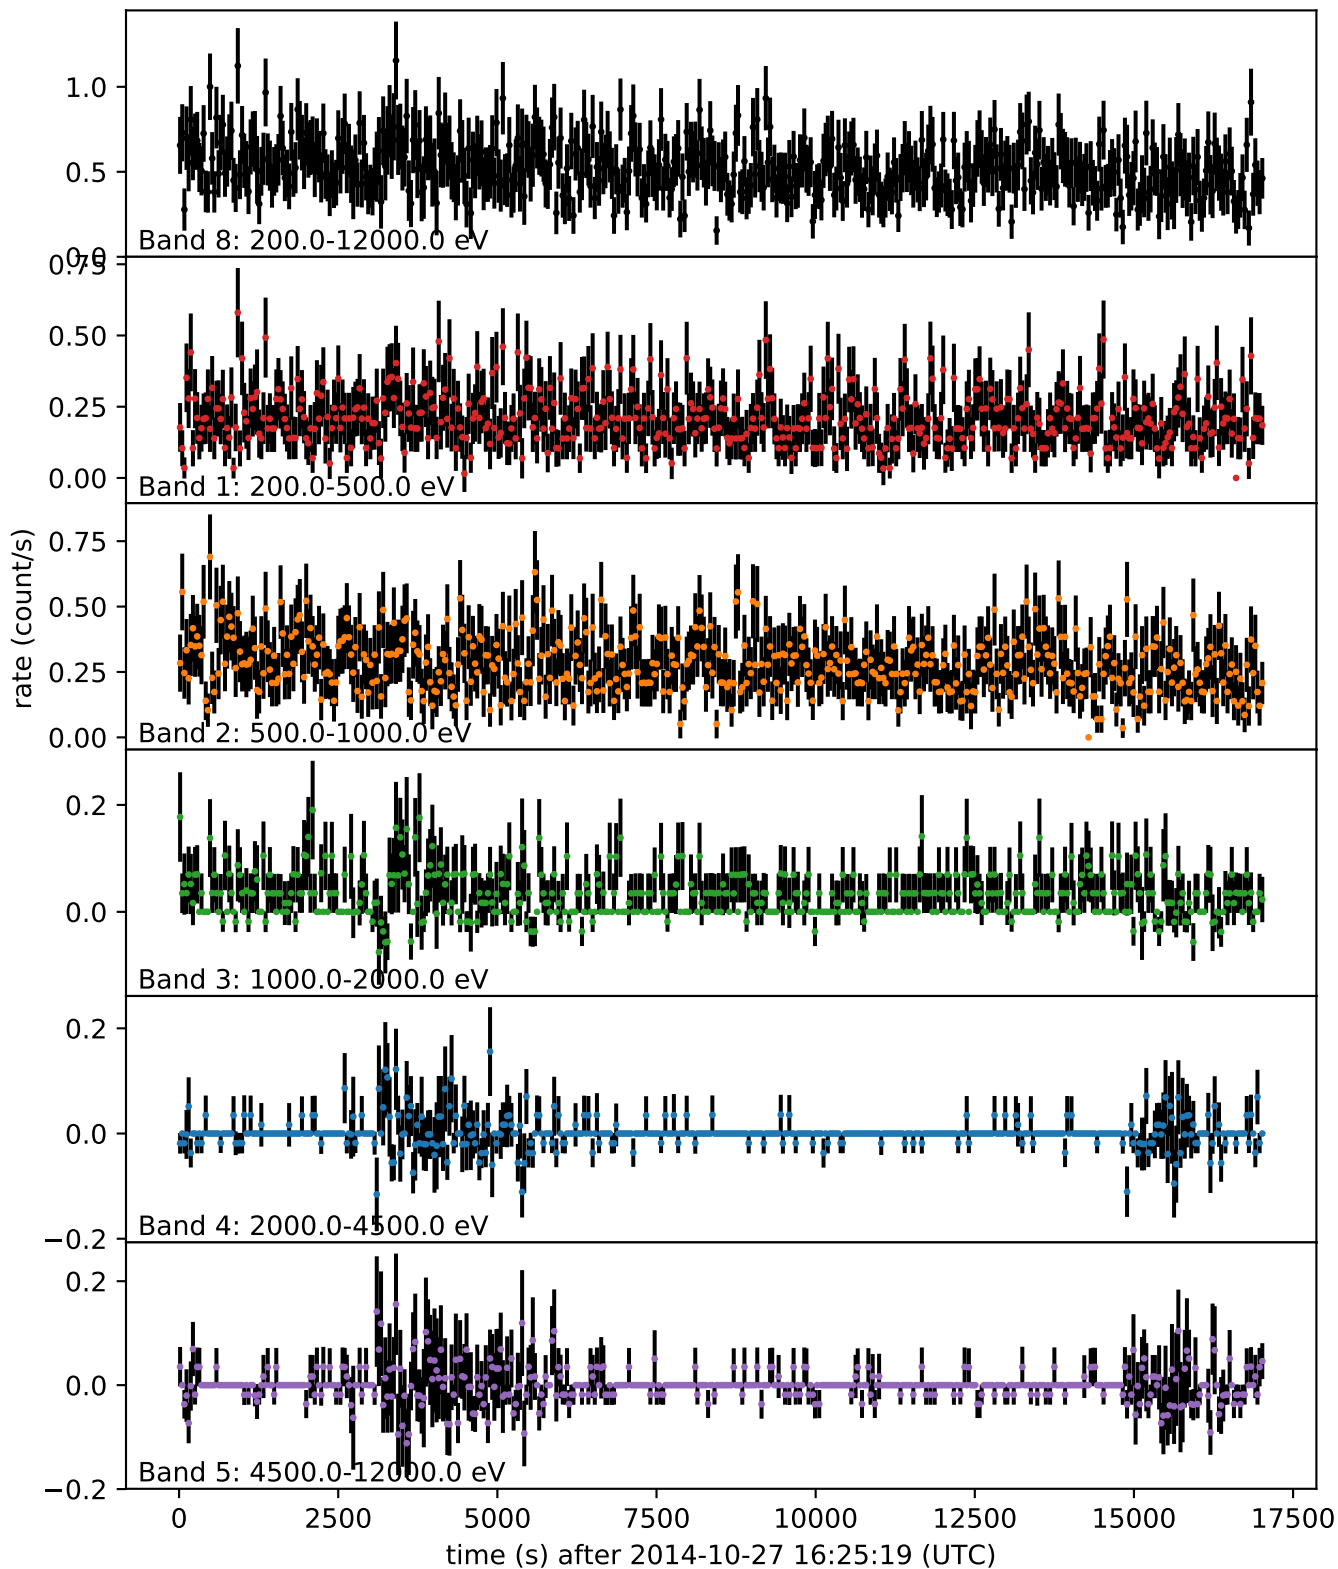 1.0
0.5
0.0
Band 8: 200.0-12000.0 eV
0.75
0.50
0.25
0.00
Band 1: 200.0-500.0 eV
rate (count/s)
0.75
0.50
0.25
0.00
Band 2: 500.0-1000.0 eV
0.2
0.0
Band 3: 1000.0-2000.0 eV
0.2
0.0
−0.2
Band 4: 2000.0-4500.0 eV
0.2
0.0
−0.2
Band 5: 4500.0-12000.0 eV
0 2500 5000 7500 10000 12500 15000 17500
time (s) after 2014-10-27 16:25:19 (UTC)